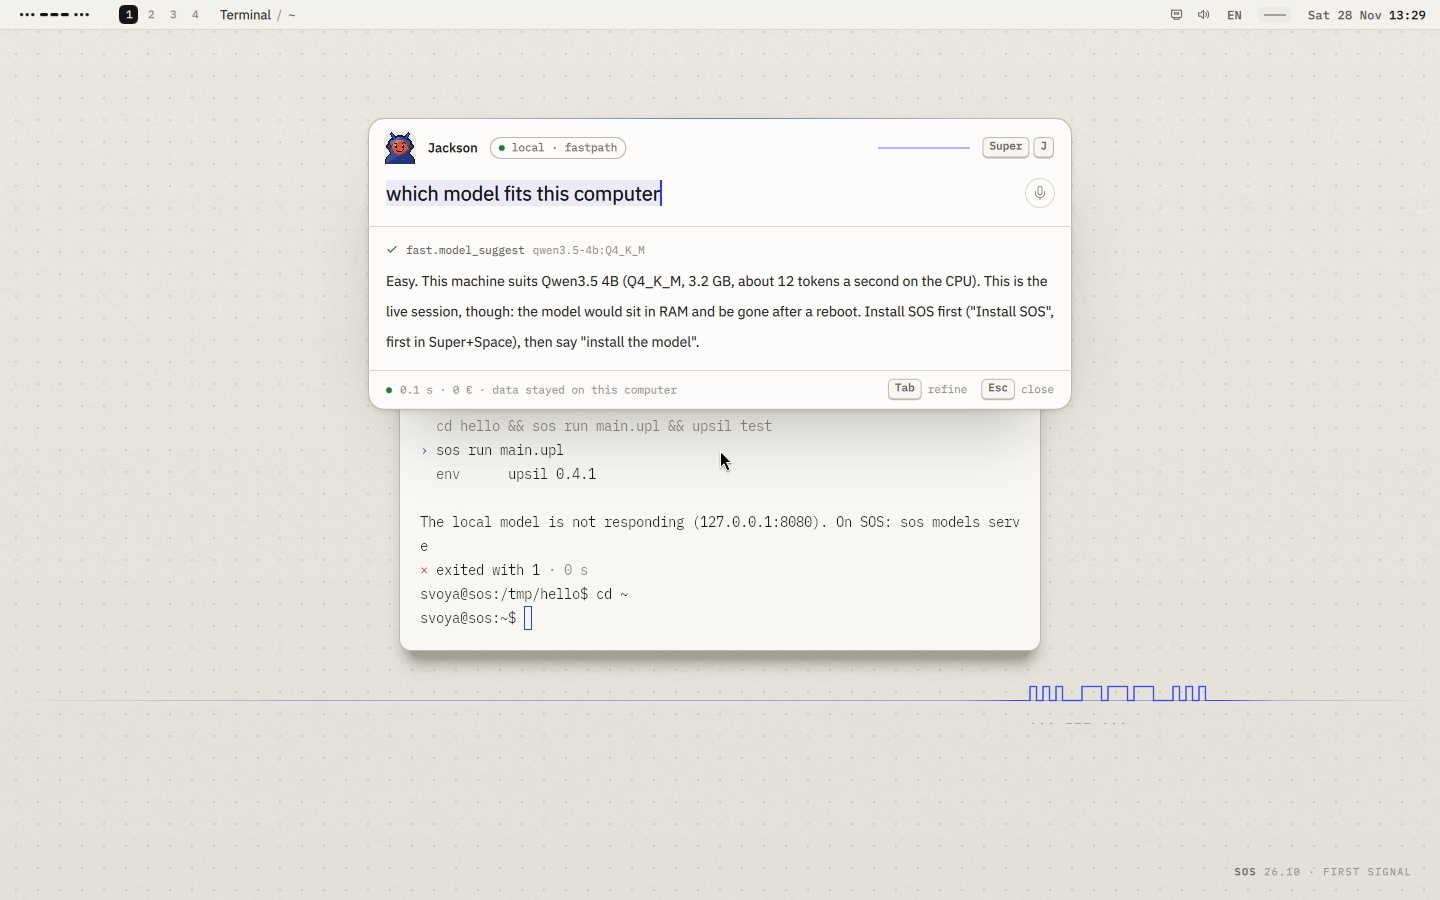 1 2 3 4 Terminal / ~ EN Sat 28 Nov 13:29
Jackson local · fastpath Super J
which model fits this computer
fast.model_suggest qwen3.5-4b:Q4_K_M
Easy. This machine suits Qwen3.5 4B (Q4_K_M, 3.2 GB, about 12 tokens a second on the CPU). This is the
live session, though: the model would sit in RAM and be gone after a reboot. Install SOS first ("Install SOS",
first in Super+Space), then say "install the model".
0.1 s · 0 € · data stayed on this computer Tab refine Esc close
cd hello && sos run main.upl && upsil test
› sos run main.upl
env upsil 0.4.1
The local model is not responding (127.0.0.1:8080). On SOS: sos models serv
e
× exited with 1 · 0 s
svoya@sos:/tmp/hello$ cd ~
svoya@sos:~$
··· ——— ···
SOS 26.10 · FIRST SIGNAL